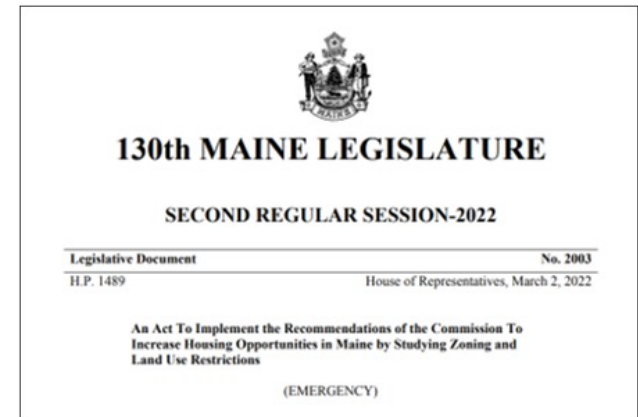 MAINE
130th MAINE LEGISLATURE
SECOND REGULAR SESSION-2022
Legislative Document No. 2003
H.P. 1489 House of Representatives, March 2, 2022
An Act To Implement the Recommendations of the Commission To
Increase Housing Opportunities in Maine by Studying Zoning and
Land Use Restrictions
(EMERGENCY)